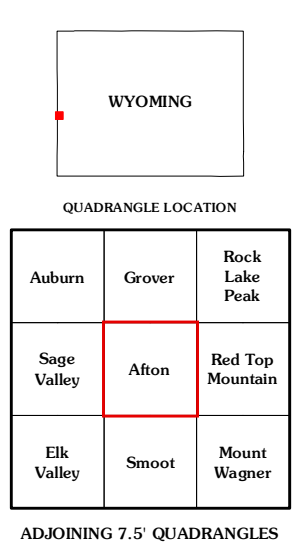 WYOMING
QUADRANGLE LOCATION
Auburn
Grover
Rock
Lake
Peak
Sage
Valley
Afton
Red Top
Mountain
Elk
Valley
Smoot
Mount
Wagner
ADJOINING 7.5' QUADRANGLES